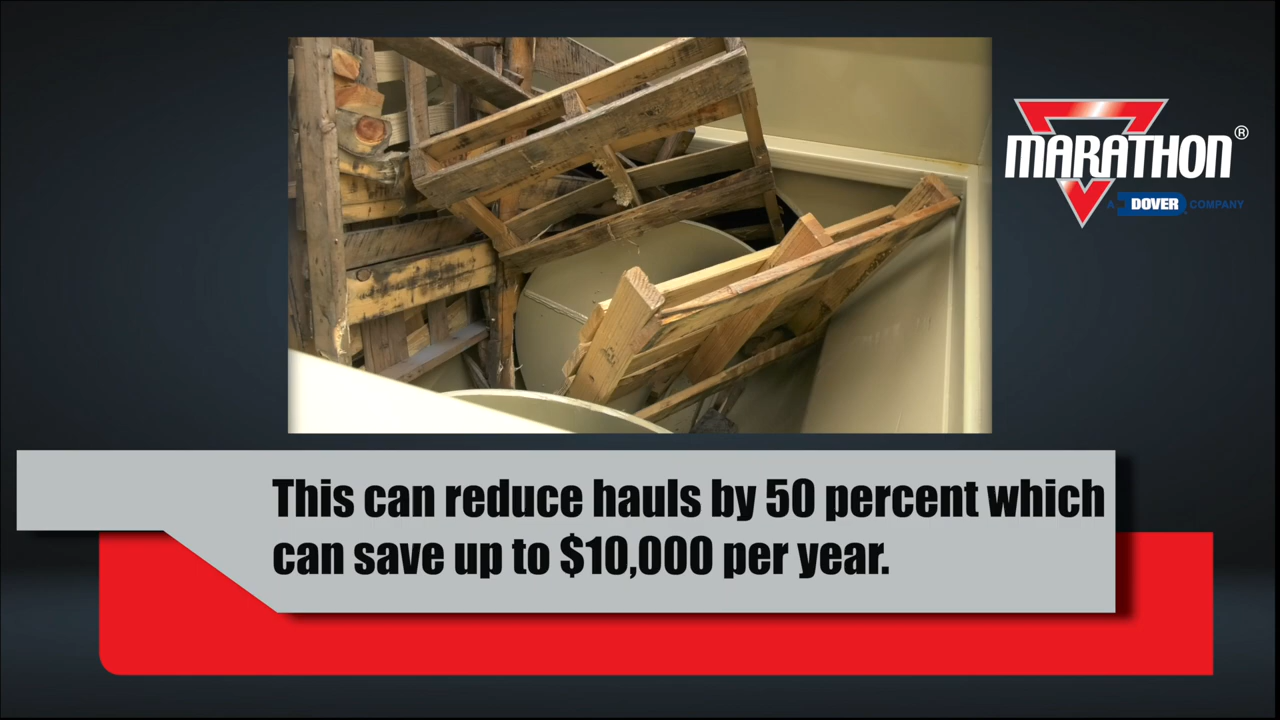 MARATHON®
A DOVER COMPANY
This can reduce hauls by 50 percent which
can save up to $10,000 per year.